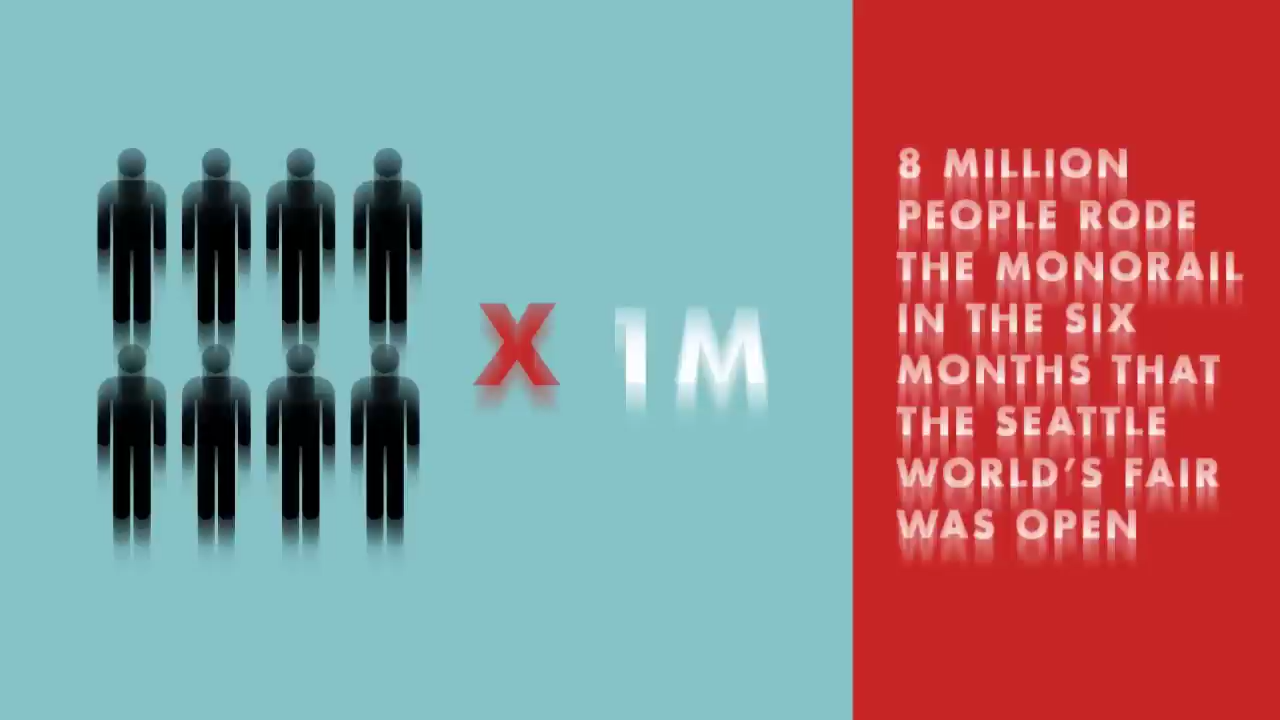 X 1M
8 MILLION
PEOPLE RODE
THE MONORAIL
IN THE SIX
MONTHS THAT
THE SEATTLE
WORLD'S FAIR
WAS OPEN